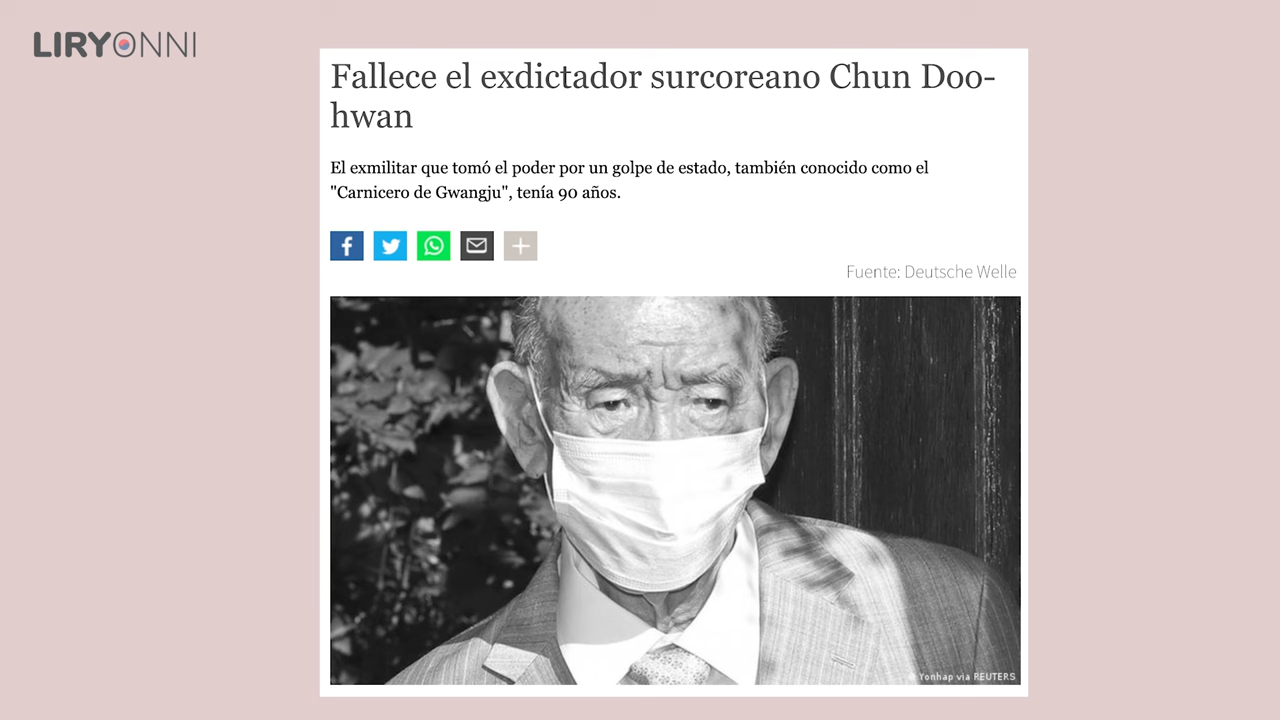 LIRYONNI
Fallece el exdictador surcoreano Chun Doo-
hwan
El exmilitar que tomó el poder por un golpe de estado, también conocido como el
"Carnicero de Gwangju", tenía 90 años.
Fuente: Deutsche Welle
Yonhap via REUTERS